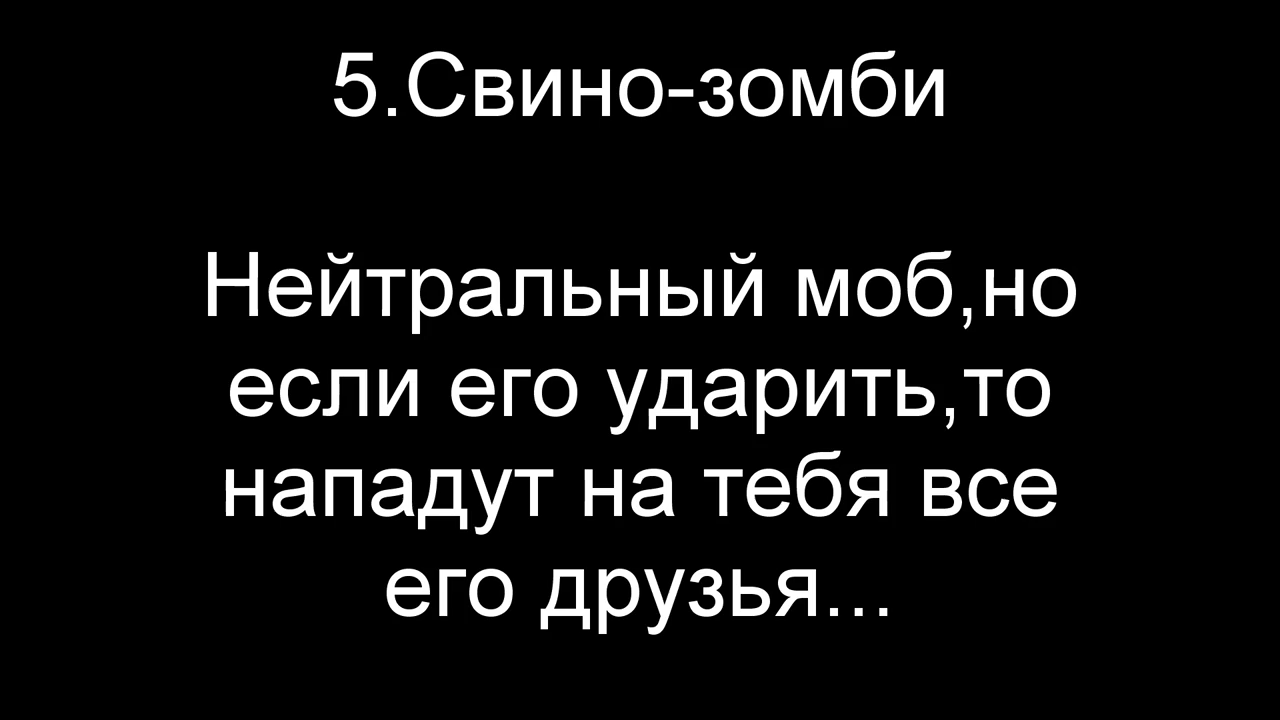 5.Свино-зомби
Нейтральный моб,но
если его ударить,то
нападут на тебя все
его друзья...